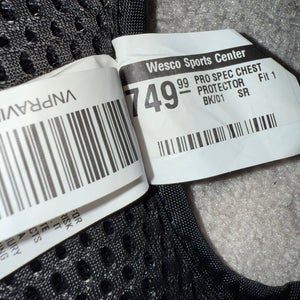 Wesco Sports Center
749.99
PRO SPEC CHEST
PROTECTOR Fit 1
BK/01 SR
VNPRAVI